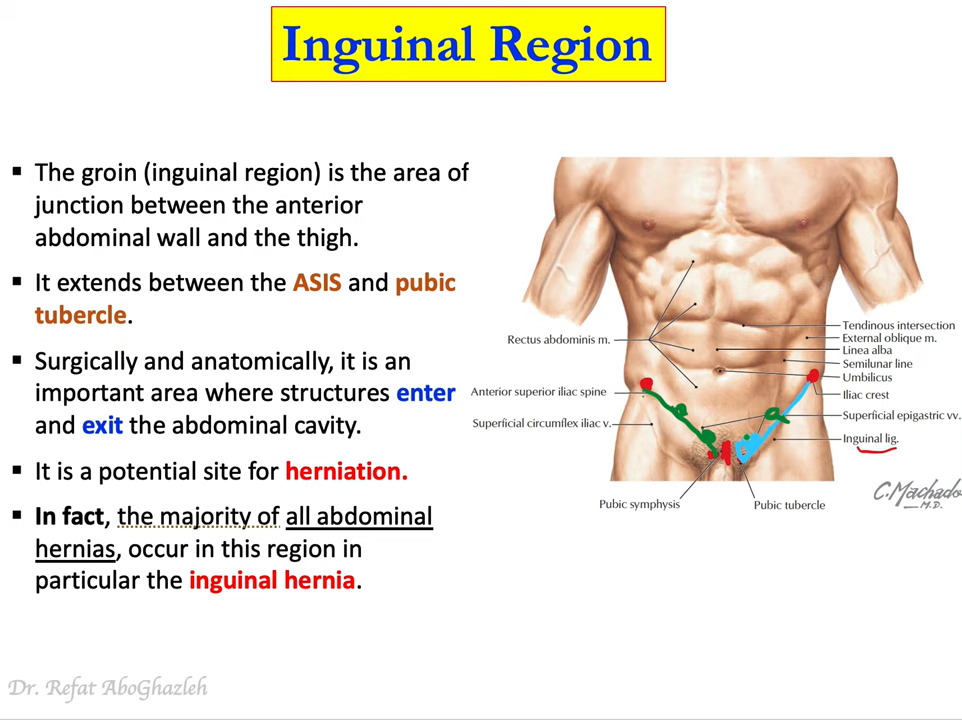 Inguinal Region
▪ The groin (inguinal region) is the area of
junction between the anterior
abdominal wall and the thigh.
▪ It extends between the ASIS and pubic
tubercle.
▪ Surgically and anatomically, it is an
important area where structures enter
and exit the abdominal cavity.
▪ It is a potential site for herniation.
▪ In fact, the majority of all abdominal
hernias, occur in this region in
particular the inguinal hernia.
Rectus abdominis m.
Anterior superior iliac spine
Superficial circumflex iliac v.
Tendinous intersection
External oblique m.
Linea alba
Semilunar line
Umbilicus
Iliac crest
Superficial epigastric vv.
Inguinal lig.
Pubic symphysis
Pubic tubercle
C. Machado
M.D.
Dr. Refat AboGhazleh